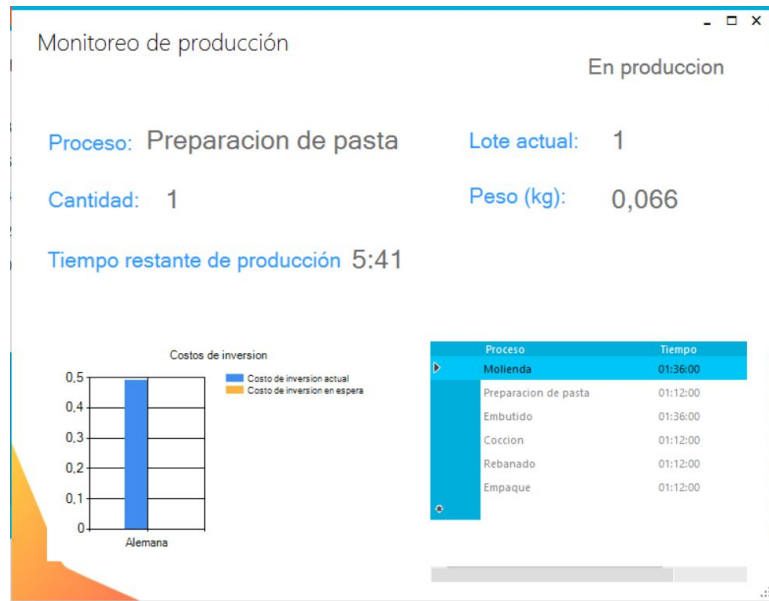 Monitoreo de producción
En produccion
Proceso: Preparacion de pasta
Lote actual: 1
Cantidad: 1
Peso (kg): 0,066
Tiempo restante de producción 5:41
Costos de inversion
Costo de inversion actual
Costo de inversion en espera
0,5
0,4
0,3
0,2
0,1
0
Alemana
Proceso Tiempo
Molienda 01:36:00
Preparacion de pasta 01:12:00
Embutido 01:36:00
Coccion 01:12:00
Rebanado 01:12:00
Empaque 01:12:00